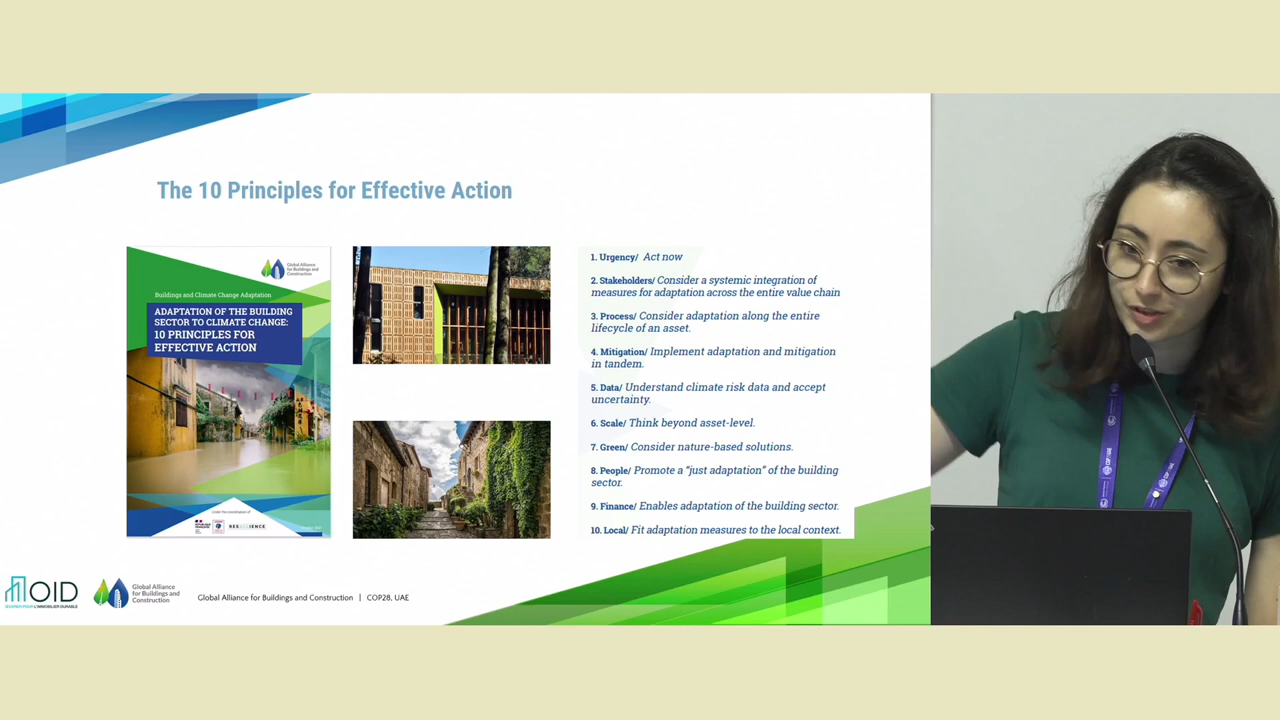 The 10 Principles for Effective Action
Global Alliance
for Buildings and
Construction
Buildings and Climate Change Adaptation
ADAPTATION OF THE BUILDING
SECTOR TO CLIMATE CHANGE:
10 PRINCIPLES FOR
EFFECTIVE ACTION
Under the coordination of
1. Urgency/ Act now
2. Stakeholders/ Consider a systemic integration of
measures for adaptation across the entire value chain
3. Process/ Consider adaptation along the entire
lifecycle of an asset.
4. Mitigation/ Implement adaptation and mitigation
in tandem.
5. Data/ Understand climate risk data and accept
uncertainty.
6. Scale/ Think beyond asset-level.
7. Green/ Consider nature-based solutions.
8. People/ Promote a “just adaptation” of the building
sector.
9. Finance/ Enables adaptation of the building sector.
10. Local/ Fit adaptation measures to the local context.
OID
Global Alliance
for Buildings and
Construction
Global Alliance for Buildings and Construction | COP28, UAE